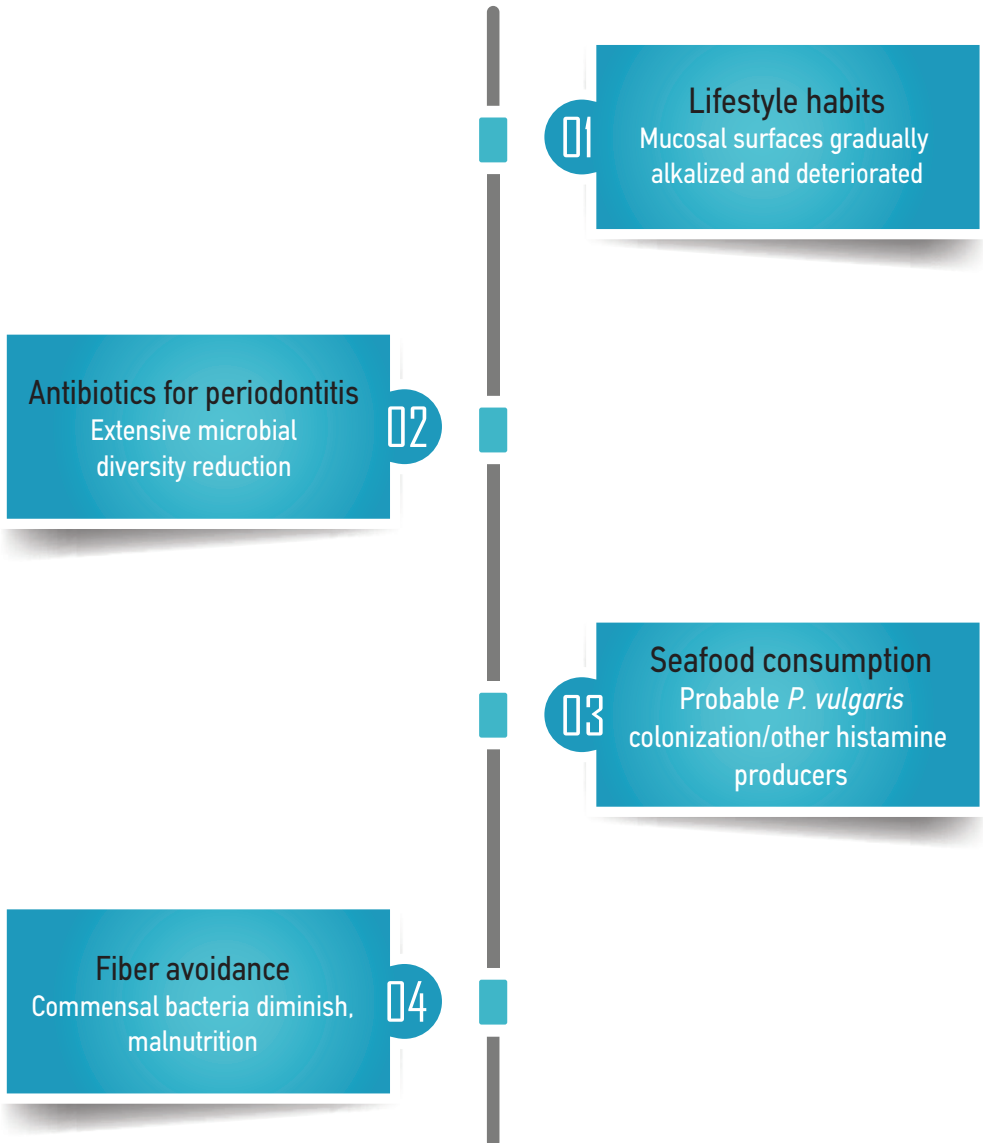 01
Lifestyle habits
Mucosal surfaces gradually
alkalized and deteriorated
Antibiotics for periodontitis
Extensive microbial
diversity reduction
02
03
Seafood consumption
Probable P. vulgaris
colonization/other histamine
producers
Fiber avoidance
Commensal bacteria diminish,
malnutrition
04